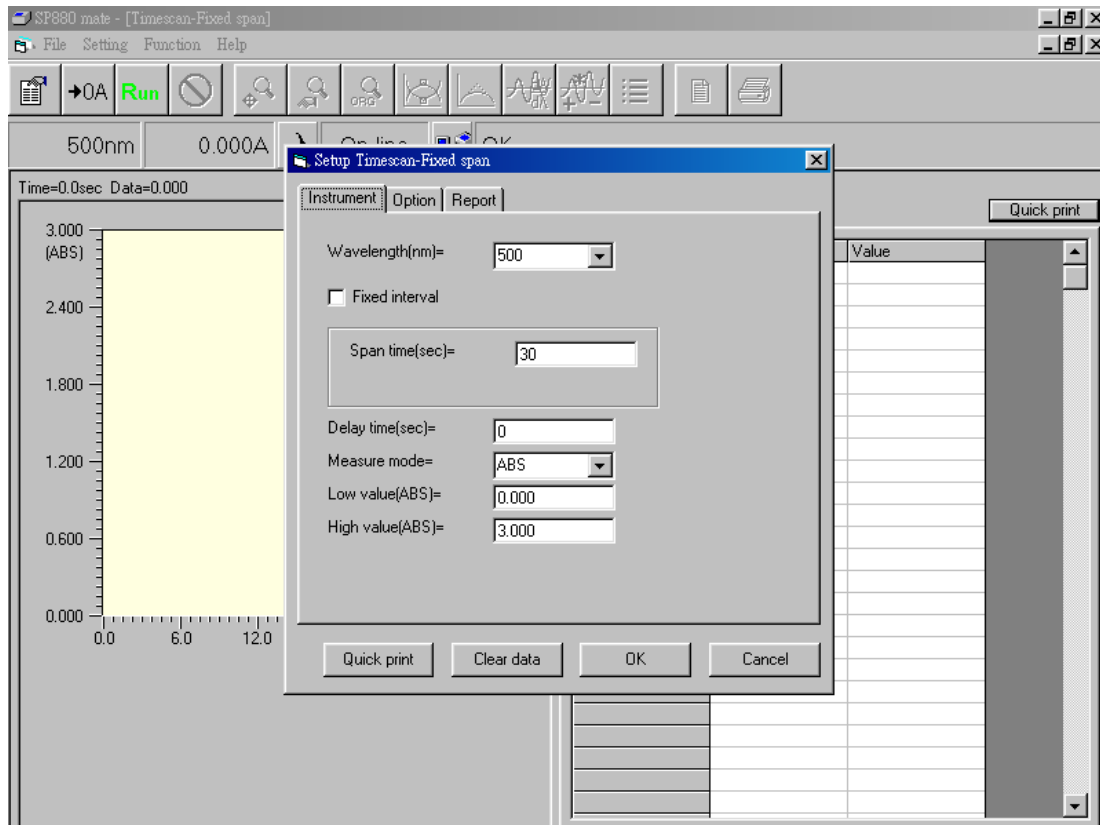 SP880 mate - [Timescan-Fixed span]
File Setting Function Help
→0A Run ORG dλ
500nm 0.000A λ On-line OK
Time=0.0sec Data=0.000
Quick print
3.000
(ABS)
2.400
1.800
1.200
0.600
0.000
0.0 6.0 12.0
Value
Setup Timescan-Fixed span
Instrument Option Report
Wavelength(nm)= 500
Fixed interval
Span time(sec)= 30
Delay time(sec)= 0
Measure mode= ABS
Low value(ABS)= 0.000
High value(ABS)= 3.000
Quick print Clear data OK Cancel